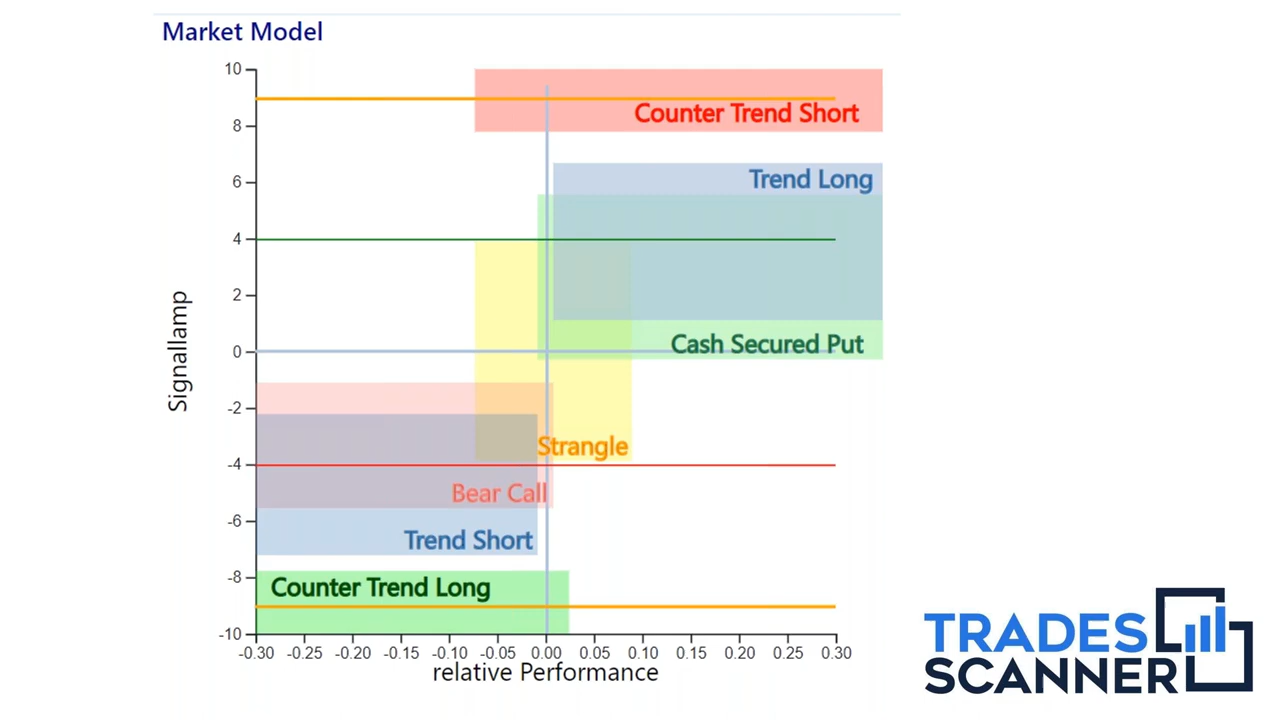 Market Model
10
Counter Trend Short
8
6
Trend Long
4
2
Signallamp
0
Cash Secured Put
-2
Strangle
-4
Bear Call
-6
Trend Short
-8
Counter Trend Long
-10
-0.30 -0.25 -0.20 -0.15 -0.10 -0.05 0.00 0.05 0.10 0.15 0.20 0.25 0.30
relative Performance
TRADES
SCANNER